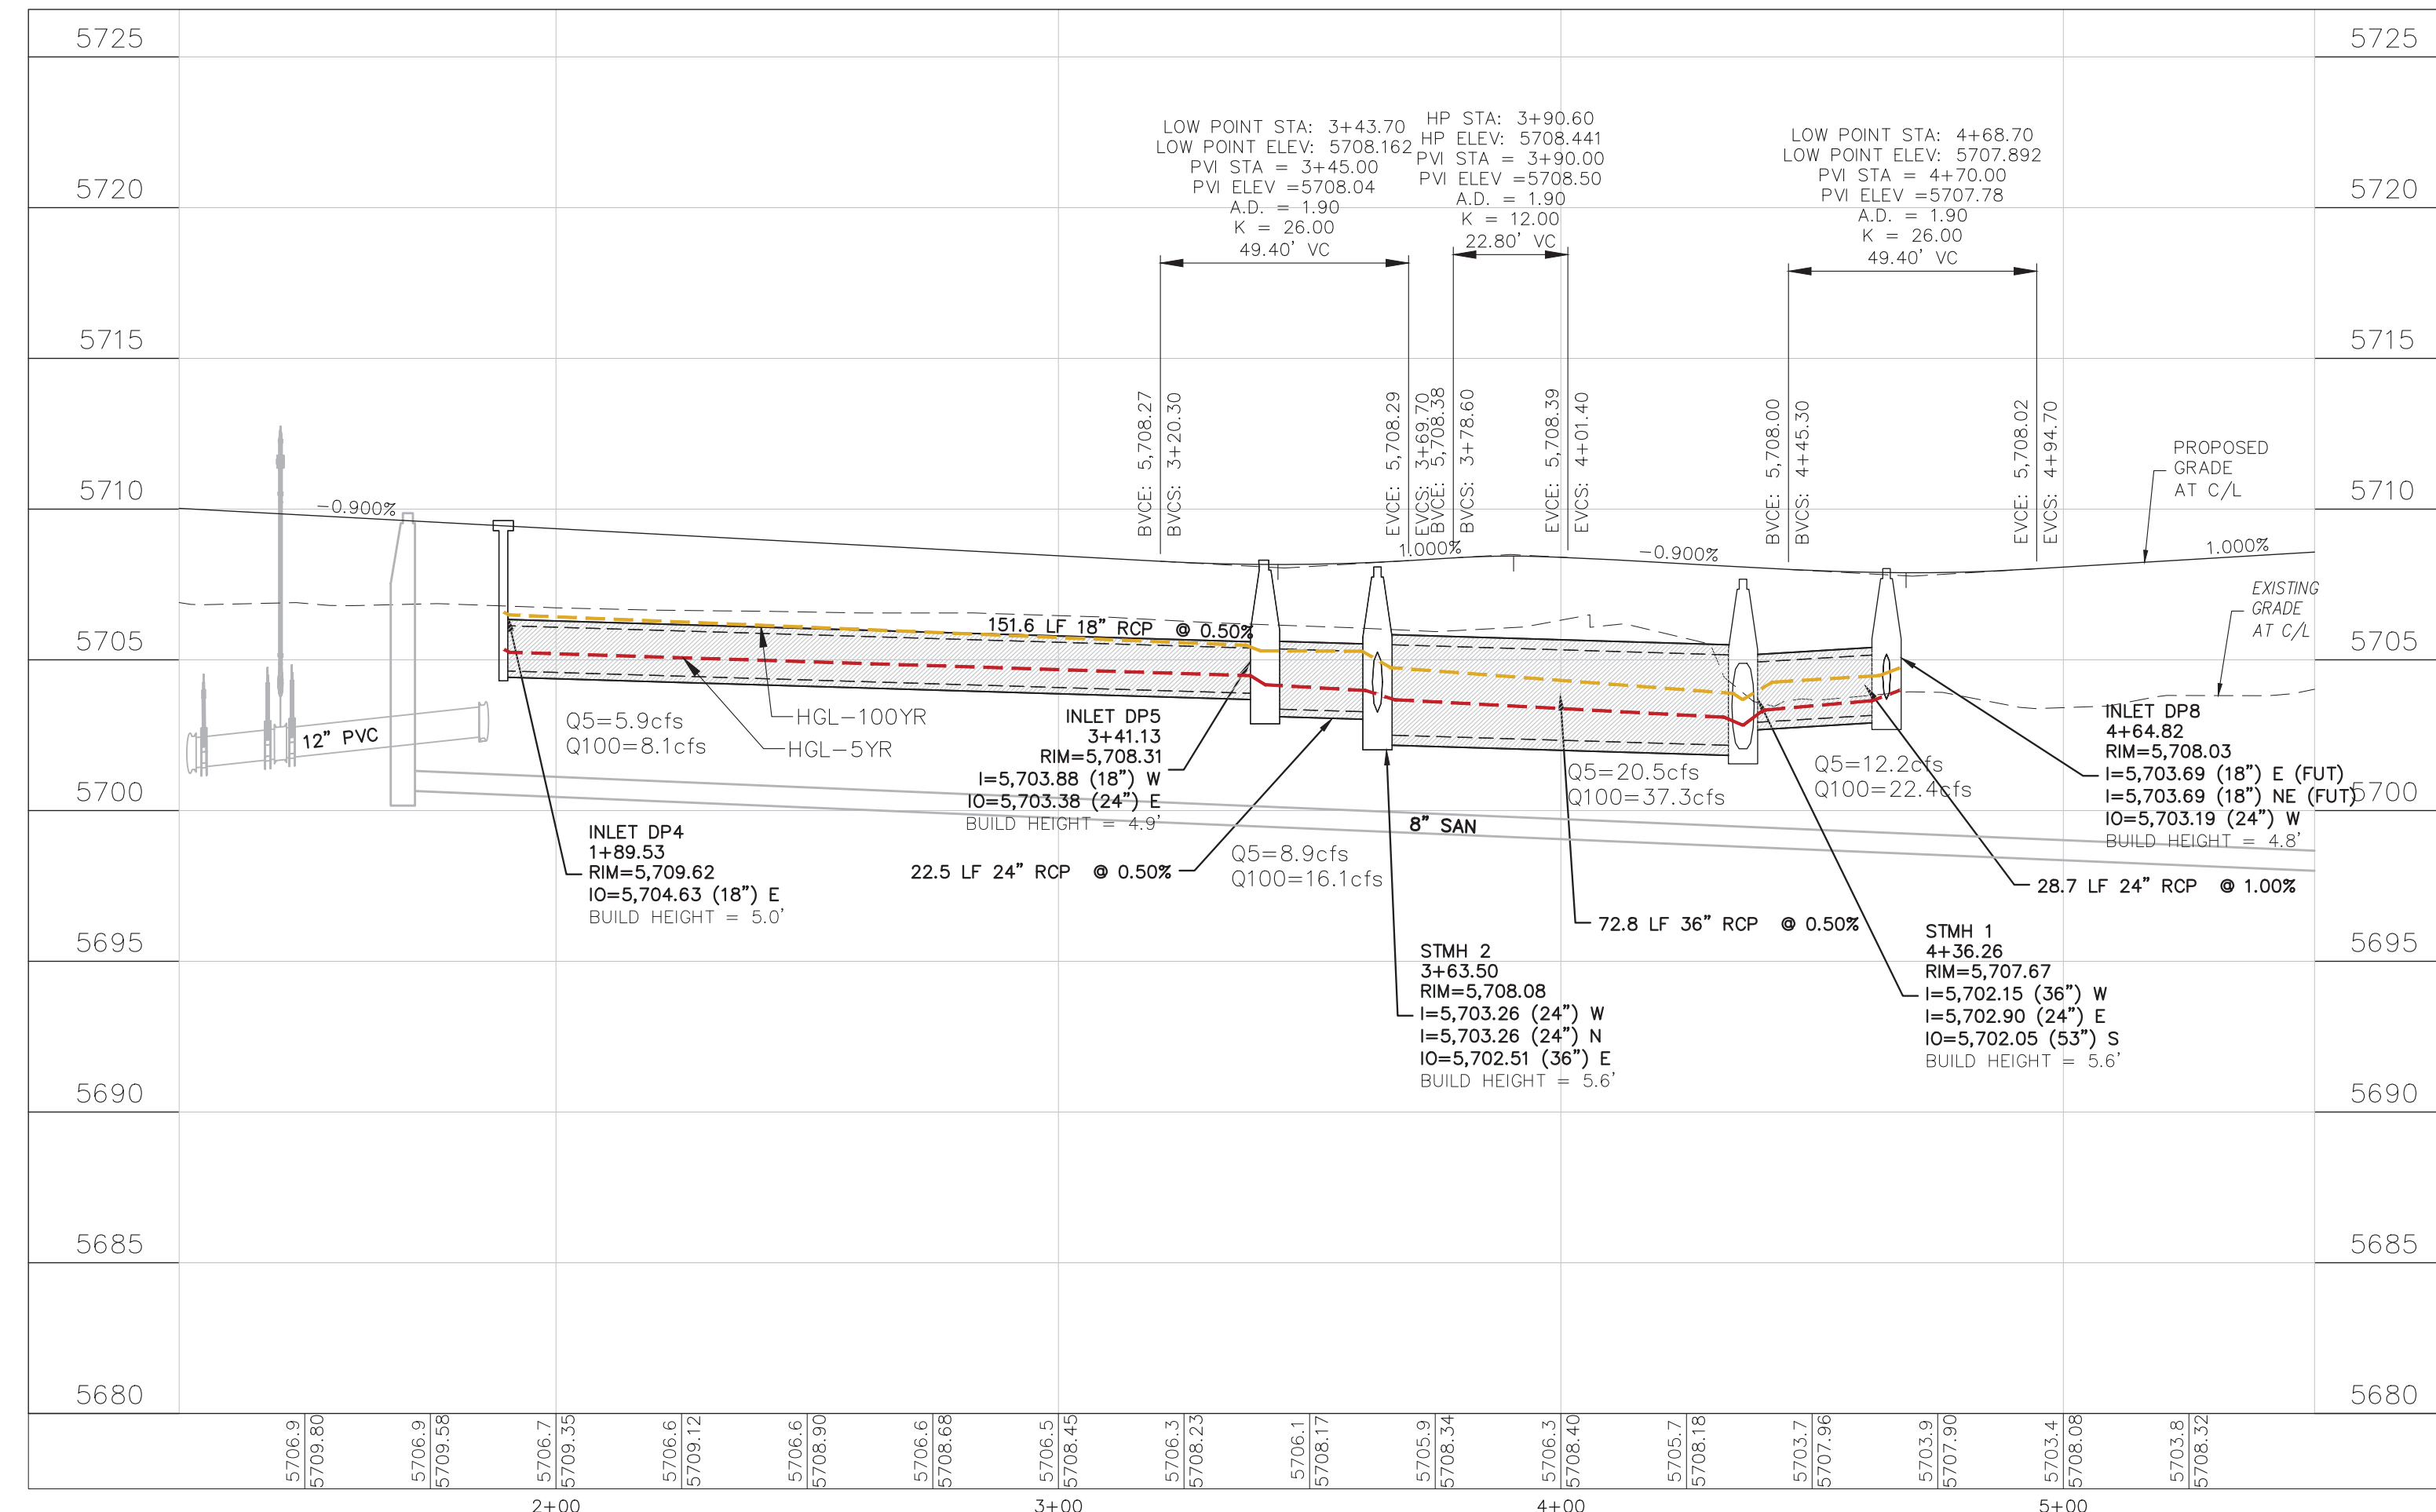 5725
5720
5715
5710
5705
5700
5695
5690
5685
5680
5725
5720
5715
5710
5705
5700
5695
5690
5685
5680
LOW POINT STA: 3+43.70
LOW POINT ELEV: 5708.162
PVI STA = 3+45.00
PVI ELEV =5708.04
A.D. = 1.90
K = 26.00
49.40' VC
HP STA: 3+90.60
HP ELEV: 5708.441
PVI STA = 3+90.00
PVI ELEV =5708.50
A.D. = 1.90
K = 12.00
22.80' VC
LOW POINT STA: 4+68.70
LOW POINT ELEV: 5707.892
PVI STA = 4+70.00
PVI ELEV =5707.78
A.D. = 1.90
K = 26.00
49.40' VC
BVCE: 5,708.27
BVCS: 3+20.30
EVCE: 5,708.29
EVCS: 3+69.70
BVCE: 5,708.38
BVCS: 3+78.60
EVCE: 5,708.39
EVCS: 4+01.40
BVCE: 5,708.00
BVCS: 4+45.30
EVCE: 5,708.02
EVCS: 4+94.70
PROPOSED
GRADE
AT C/L
-0.900%
1.000%
-0.900%
1.000%
EXISTING
GRADE
AT C/L
151.6 LF 18" RCP @ 0.50%
12" PVC
Q5=5.9cfs
Q100=8.1cfs
HGL-100YR
HGL-5YR
INLET DP5
3+41.13
RIM=5,708.31
I=5,703.88 (18") W
IO=5,703.38 (24") E
BUILD HEIGHT = 4.9'
INLET DP4
1+89.53
RIM=5,709.62
IO=5,704.63 (18") E
BUILD HEIGHT = 5.0'
22.5 LF 24" RCP @ 0.50%
Q5=8.9cfs
Q100=16.1cfs
8" SAN
Q5=20.5cfs
Q100=37.3cfs
Q5=12.2cfs
Q100=22.4cfs
INLET DP8
4+64.82
RIM=5,708.03
I=5,703.69 (18") E (FUT)
I=5,703.69 (18") NE (FUT)
IO=5,703.19 (24") W
BUILD HEIGHT = 4.8'
28.7 LF 24" RCP @ 1.00%
72.8 LF 36" RCP @ 0.50%
STMH 2
3+63.50
RIM=5,708.08
I=5,703.26 (24") W
I=5,703.26 (24") N
IO=5,702.51 (36") E
BUILD HEIGHT = 5.6'
STMH 1
4+36.26
RIM=5,707.67
I=5,702.15 (36") W
I=5,702.90 (24") E
IO=5,702.05 (53") S
BUILD HEIGHT = 5.6'
5706.9
5709.80
5706.9
5709.58
5706.7
5709.35
5706.6
5709.12
5706.6
5708.90
5706.6
5708.68
5706.5
5708.45
5706.3
5708.23
5706.1
5708.17
5705.9
5708.34
5706.3
5708.40
5705.7
5708.18
5703.7
5707.96
5703.9
5707.90
5703.4
5708.08
5703.8
5708.32
2+00
3+00
4+00
5+00